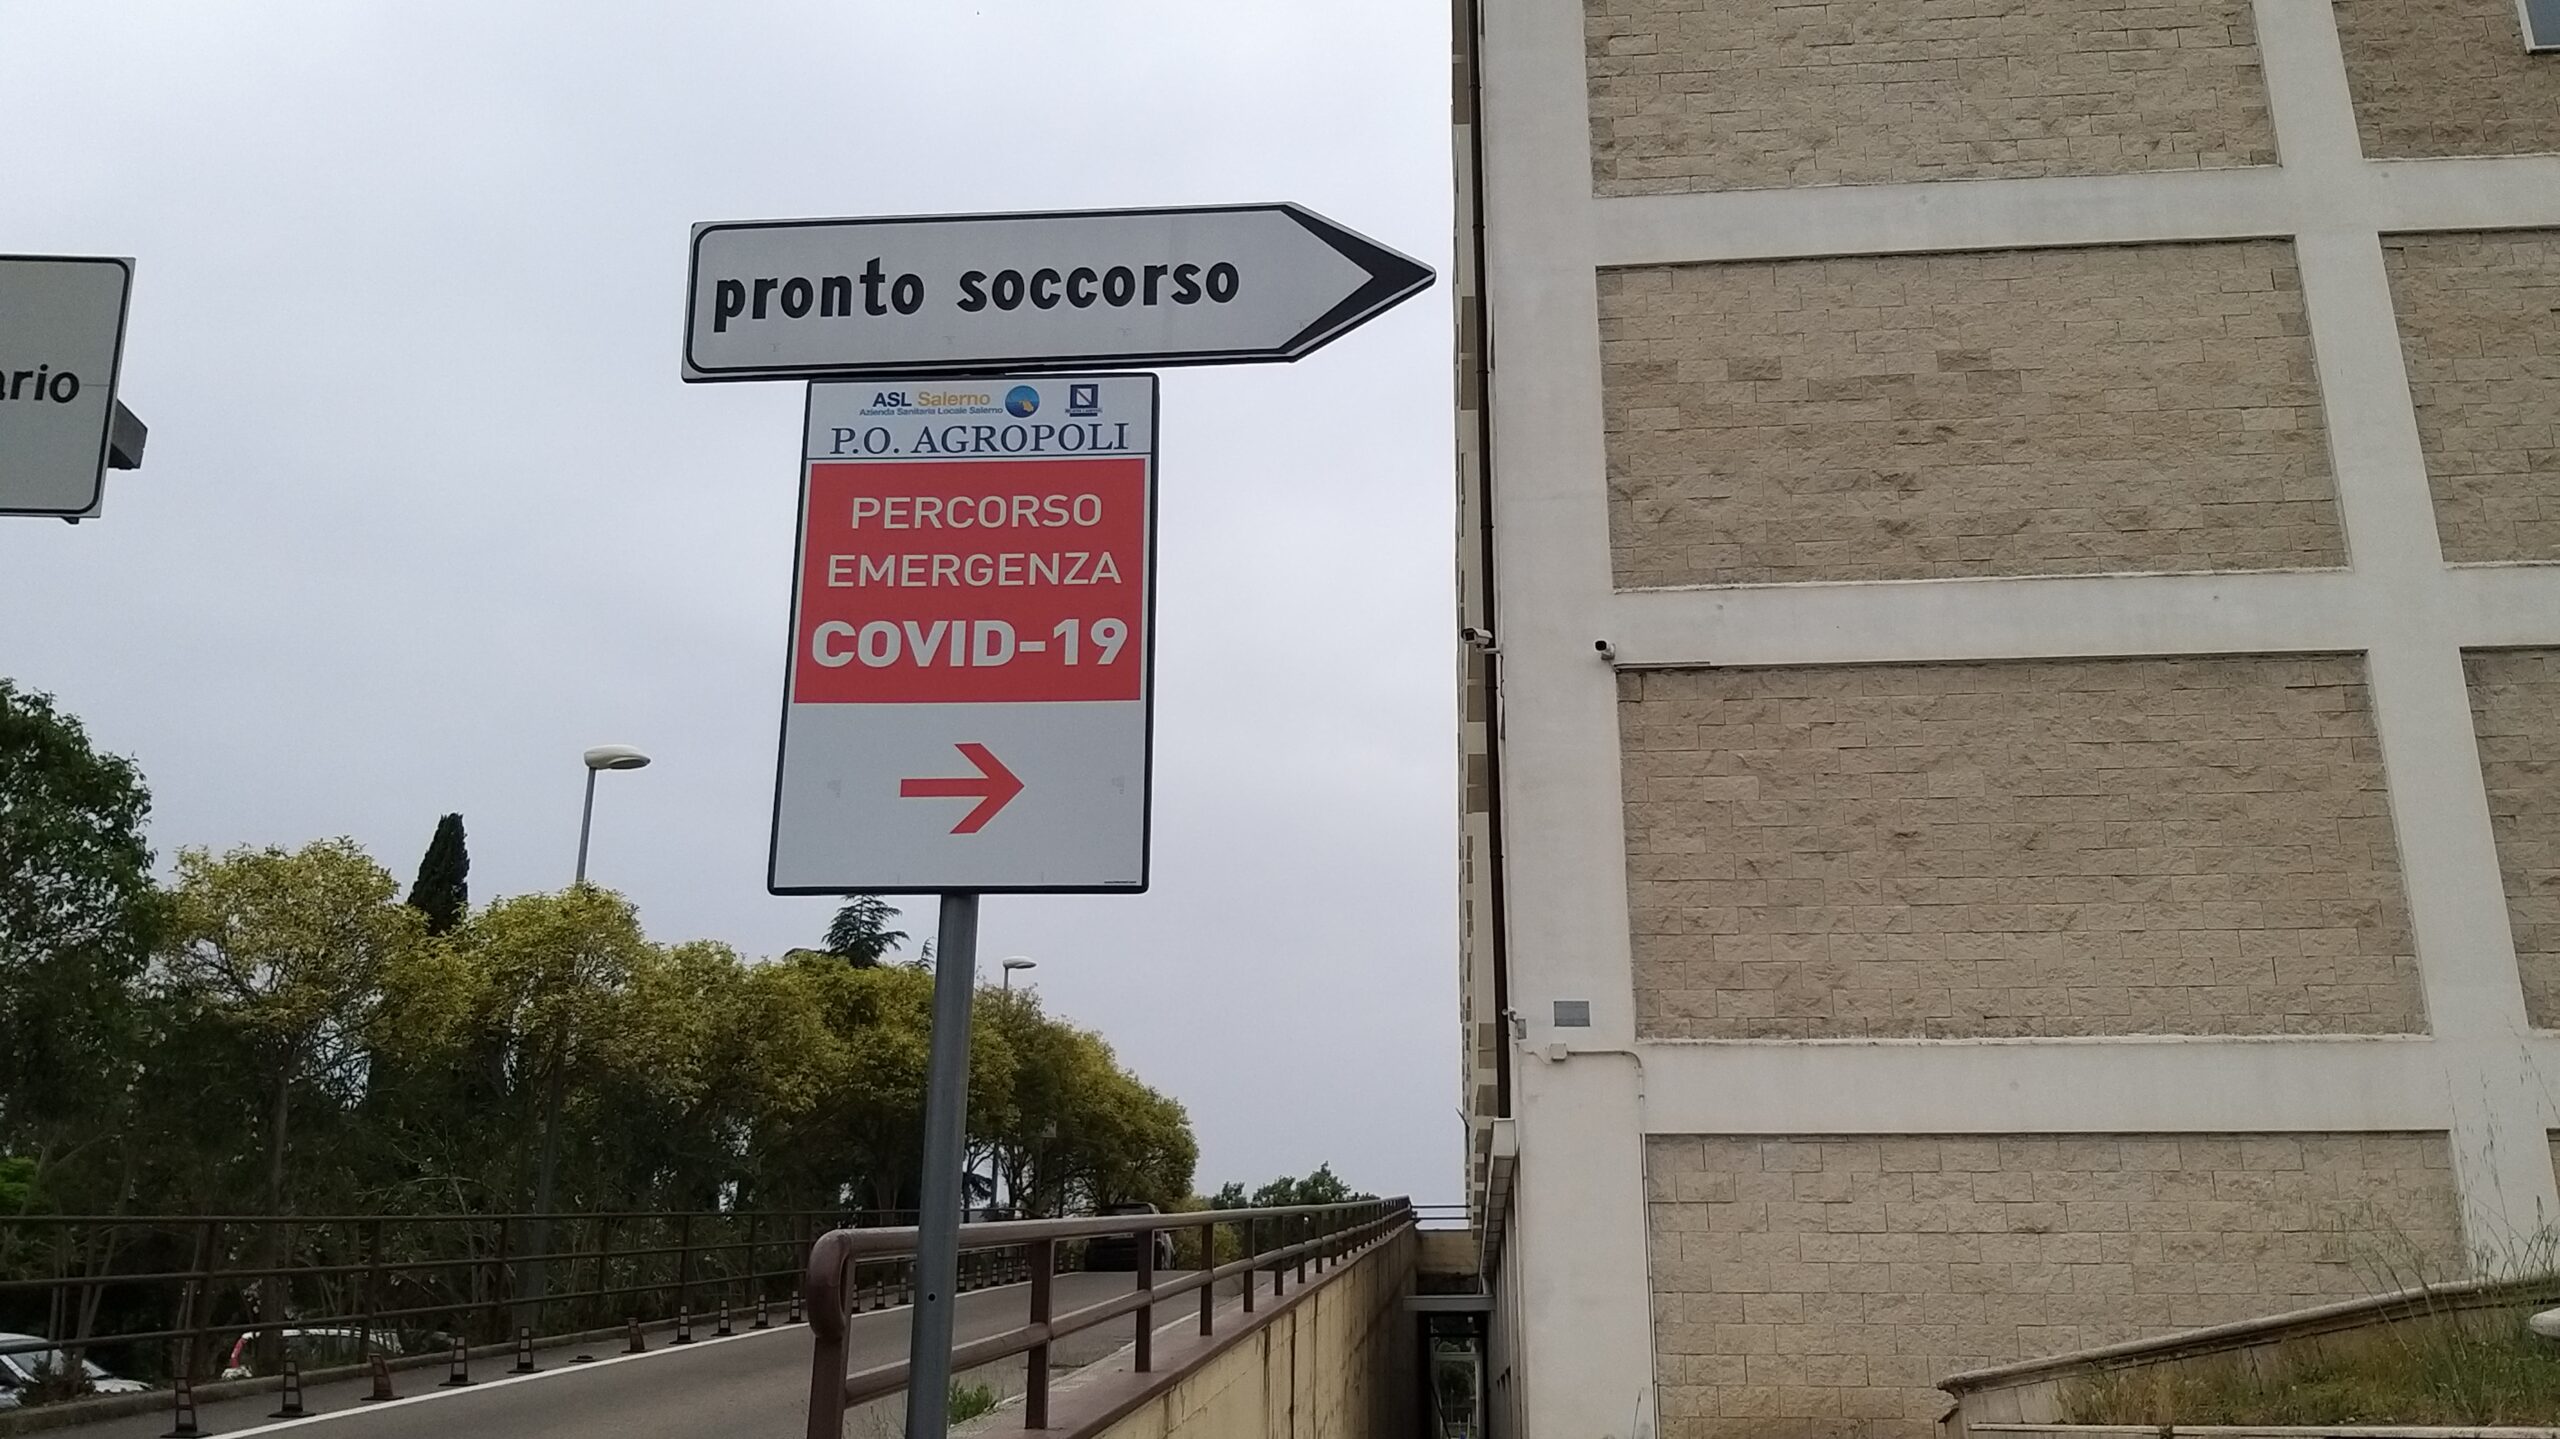 ario
pronto soccorso
ASL Salerno
Azienda Sanitaria Locale Salerno
P.O. AGROPOLI
PERCORSO
EMERGENZA
COVID-19